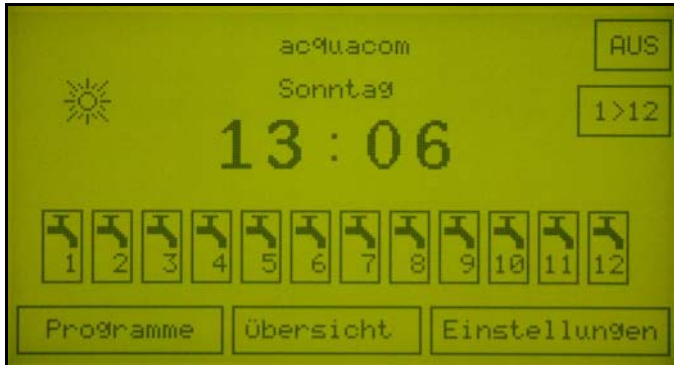 acquacom
AUS
Sonntag
1>12
13:06
1 2 3 4 5 6 7 8 9 10 11 12
Programme übersicht Einstellungen